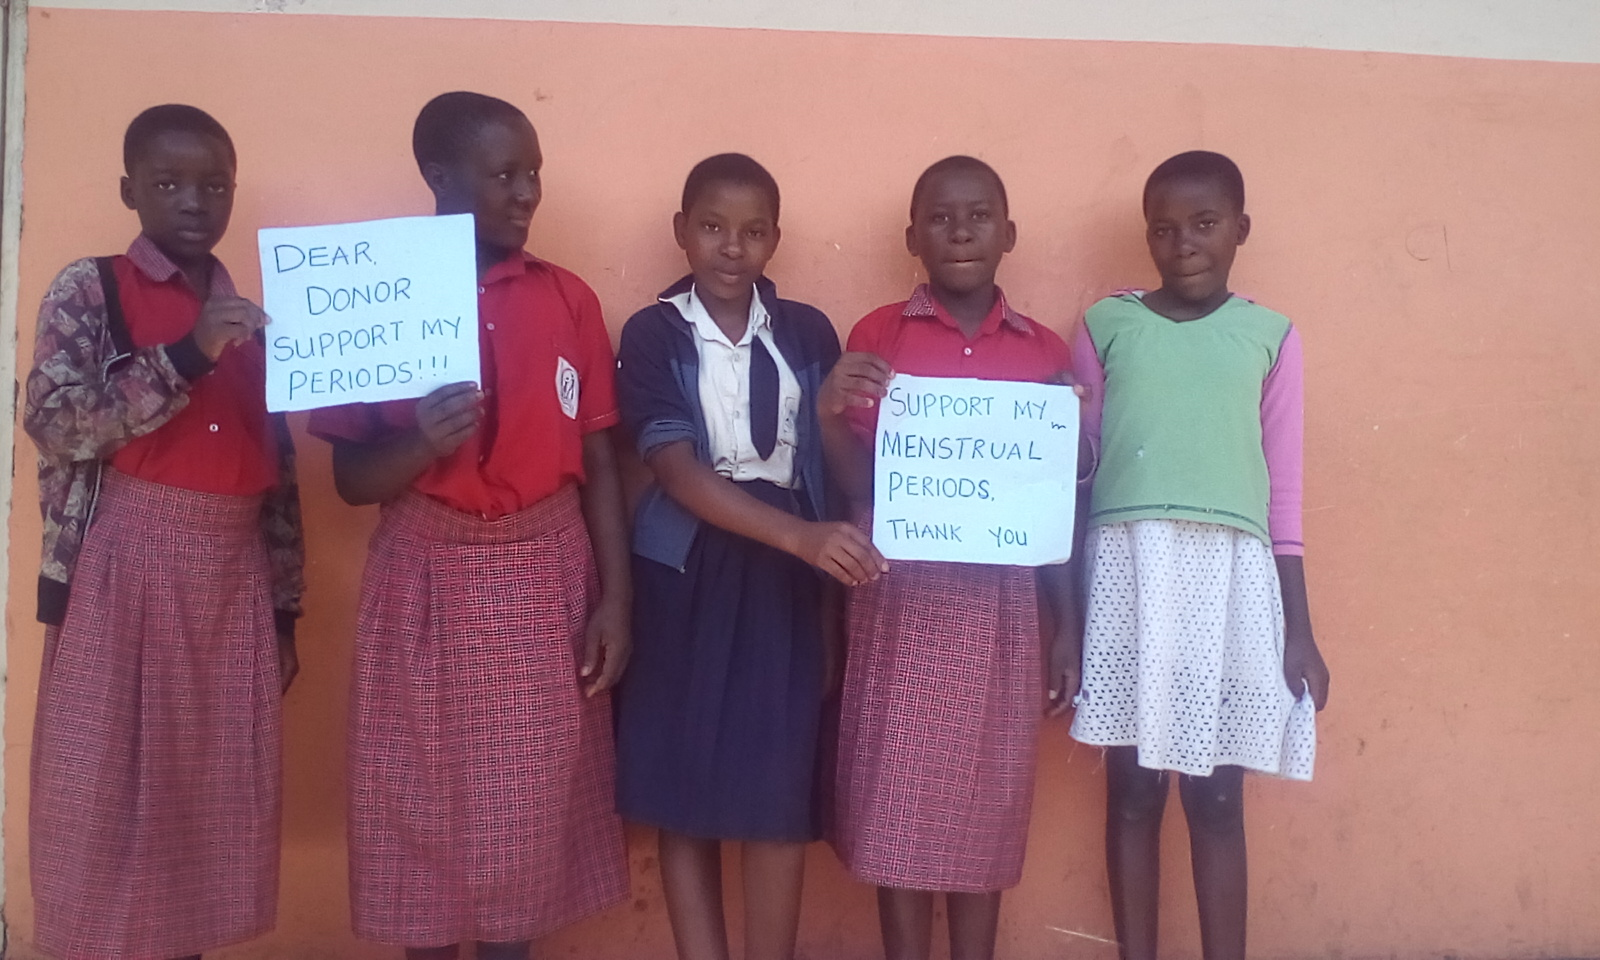 DEAR,
DONOR
SUPPORT MY
PERIODS!!!
SUPPORT MY
MENSTRUAL
PERIODS.
THANK YOU